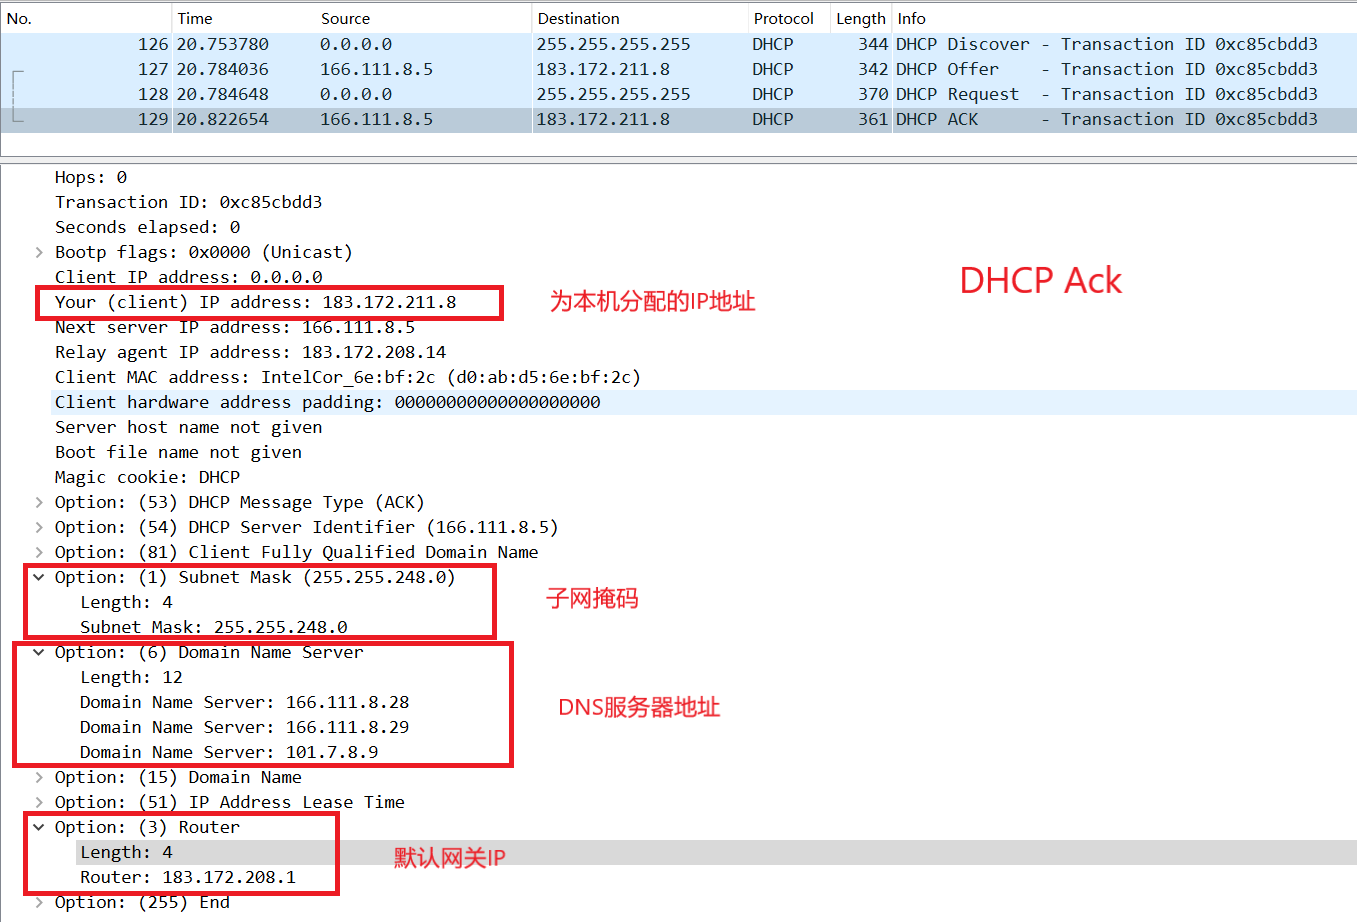 No. Time Source Destination Protocol Length Info
126 20.753780 0.0.0.0 255.255.255.255 DHCP 344 DHCP Discover - Transaction ID 0xc85cbdd3
127 20.784036 166.111.8.5 183.172.211.8 DHCP 342 DHCP Offer - Transaction ID 0xc85cbdd3
128 20.784648 0.0.0.0 255.255.255.255 DHCP 370 DHCP Request - Transaction ID 0xc85cbdd3
129 20.822654 166.111.8.5 183.172.211.8 DHCP 361 DHCP ACK - Transaction ID 0xc85cbdd3
Hops: 0
Transaction ID: 0xc85cbdd3
Seconds elapsed: 0
Bootp flags: 0x0000 (Unicast)
Client IP address: 0.0.0.0
DHCP Ack
Your (client) IP address: 183.172.211.8
为本机分配的IP地址
Next server IP address: 166.111.8.5
Relay agent IP address: 183.172.208.14
Client MAC address: IntelCor_6e:bf:2c (d0:ab:d5:6e:bf:2c)
Client hardware address padding: 00000000000000000000
Server host name not given
Boot file name not given
Magic cookie: DHCP
Option: (53) DHCP Message Type (ACK)
Option: (54) DHCP Server Identifier (166.111.8.5)
Option: (81) Client Fully Qualified Domain Name
Option: (1) Subnet Mask (255.255.248.0)
Length: 4
子网掩码
Subnet Mask: 255.255.248.0
Option: (6) Domain Name Server
Length: 12
Domain Name Server: 166.111.8.28
DNS服务器地址
Domain Name Server: 166.111.8.29
Domain Name Server: 101.7.8.9
Option: (15) Domain Name
Option: (51) IP Address Lease Time
Option: (3) Router
Length: 4
默认网关IP
Router: 183.172.208.1
Option: (255) End